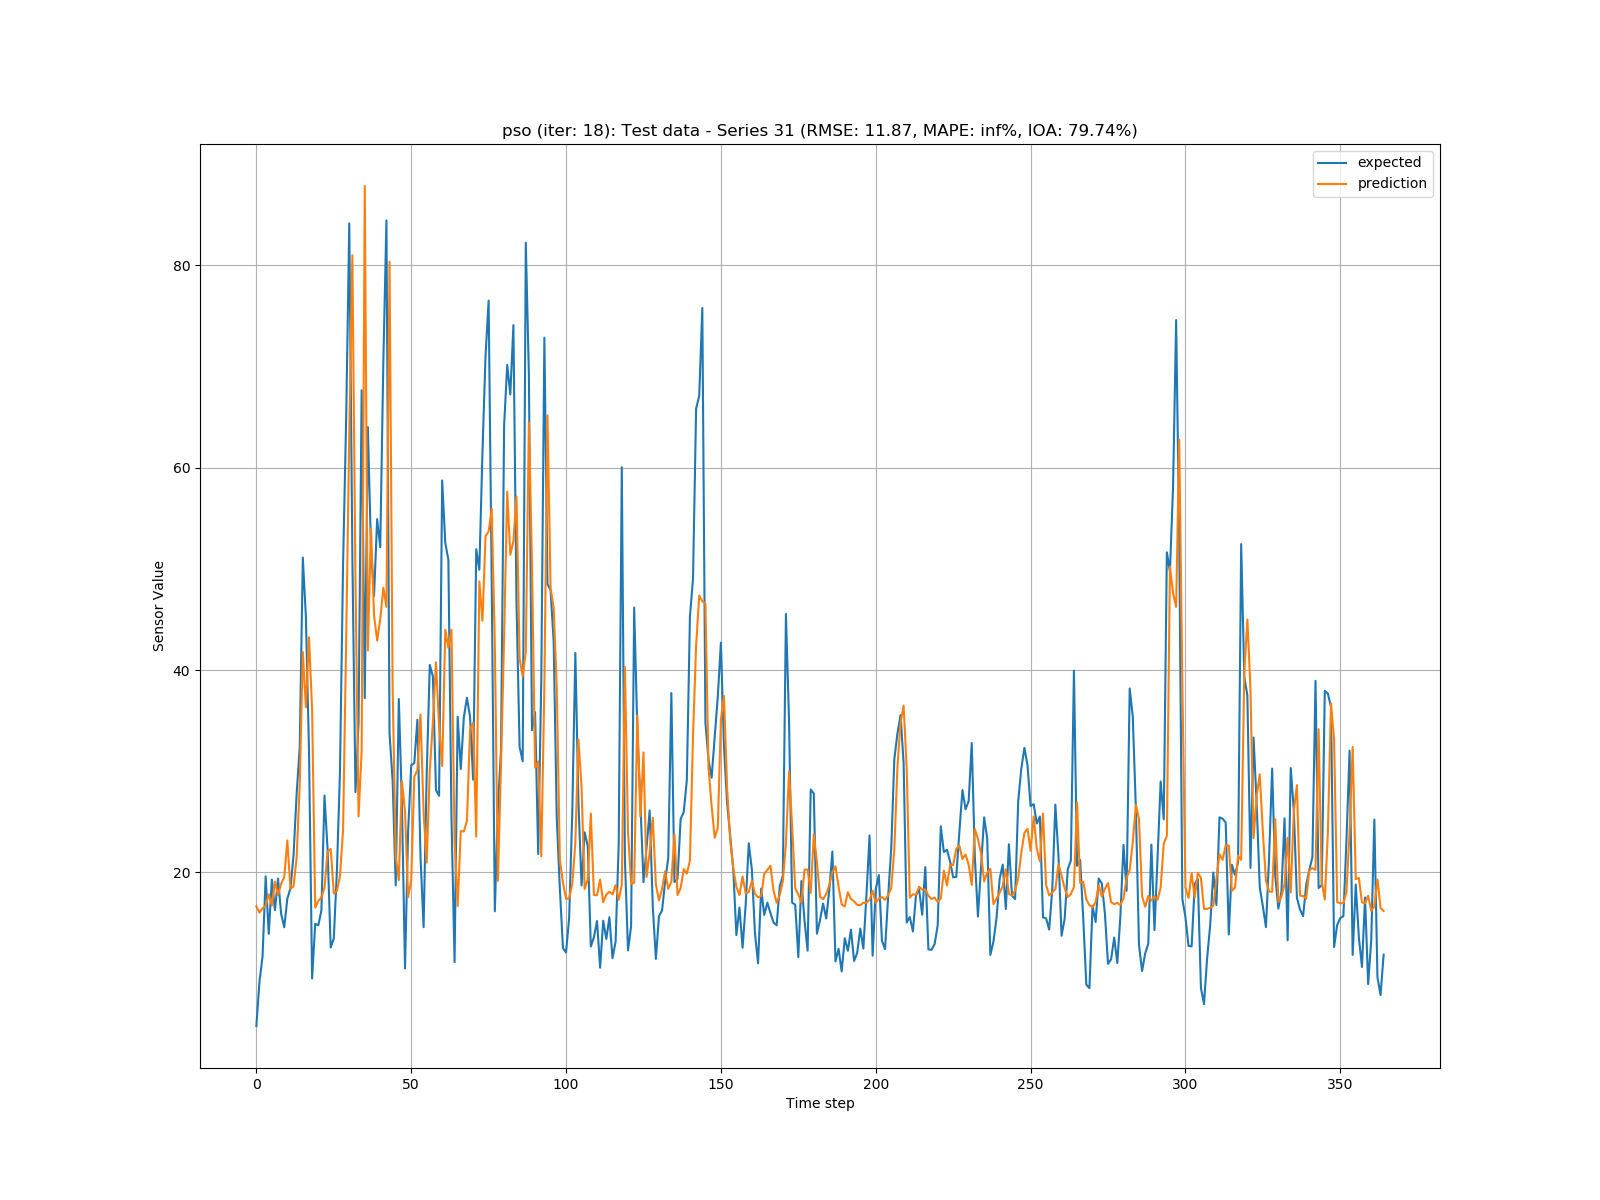 pso (iter: 18): Test data - Series 31 (RMSE: 11.87, MAPE: inf%, IOA: 79.74%)
expected
prediction
80
60
40
20
Sensor Value
0 50 100 150 200 250 300 350
Time step